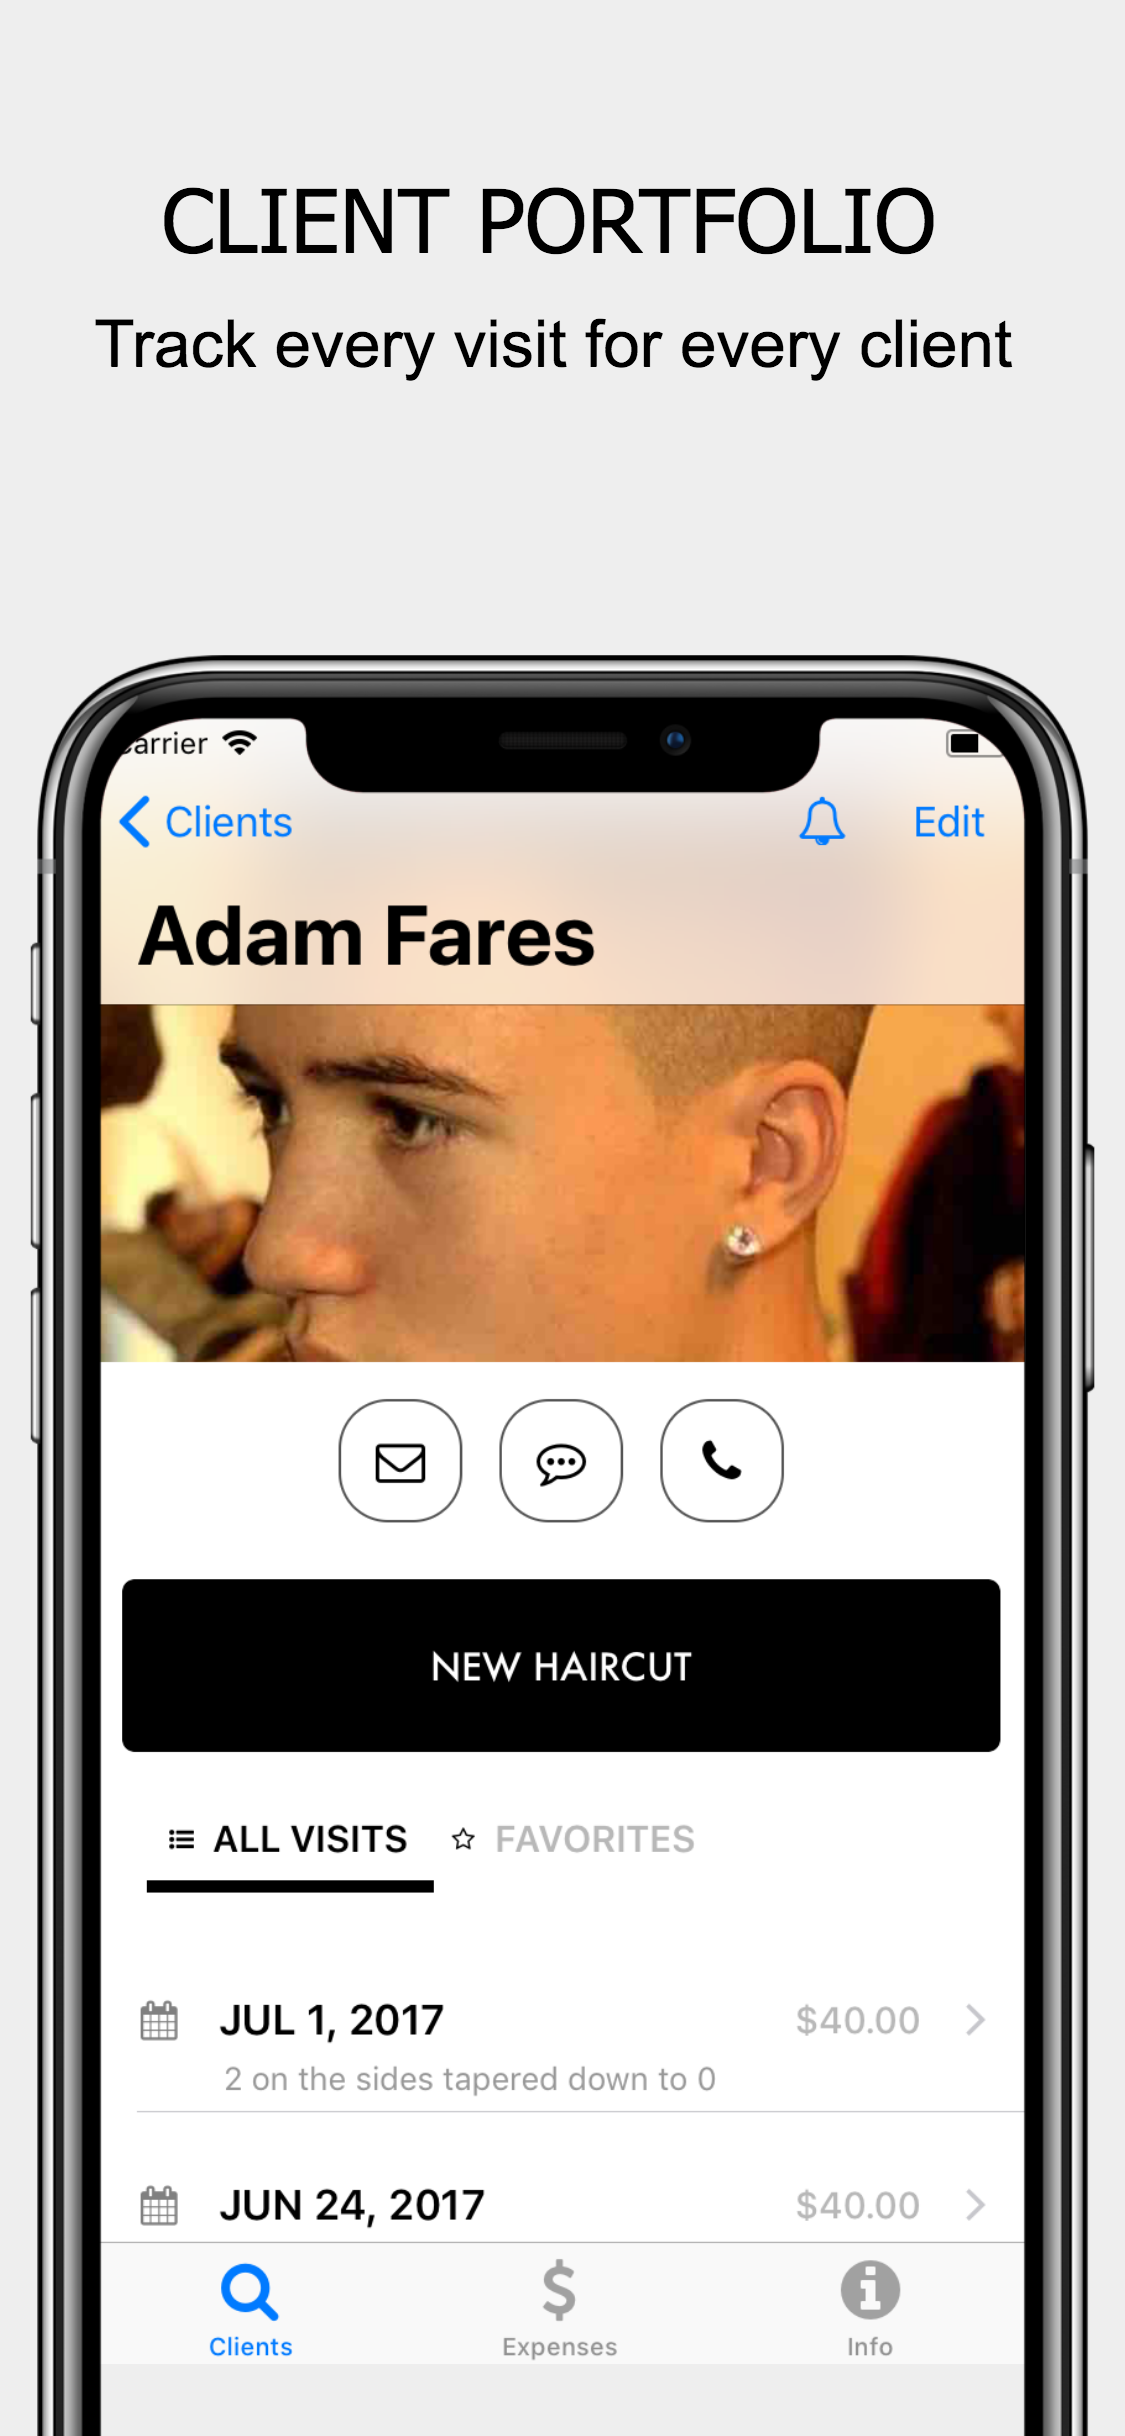 CLIENT PORTFOLIO
Track every visit for every client
arrier
Clients
Edit
Adam Fares
NEW HAIRCUT
ALL VISITS
FAVORITES
JUL 1, 2017
$40.00
2 on the sides tapered down to 0
JUN 24, 2017
$40.00
Clients
Expenses
Info